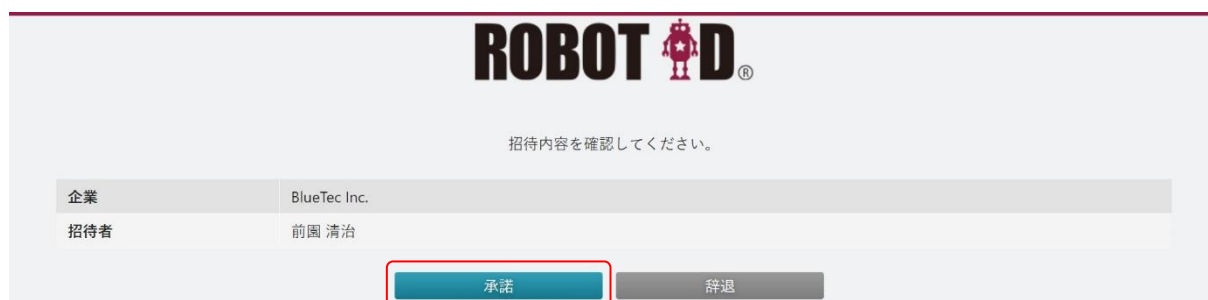 ROBOT ID®
招待内容を確認してください。
企業 BlueTec Inc.
招待者 前園 清治
承諾 辞退